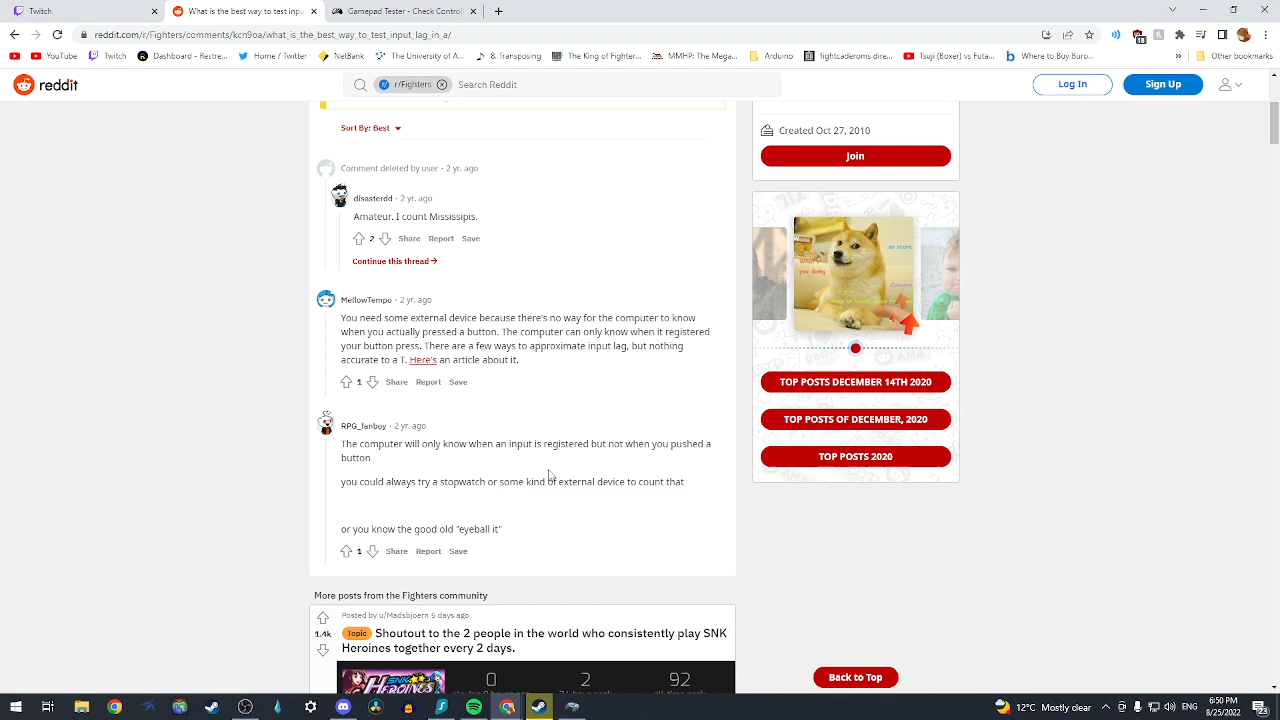 Twitch
What is the best way to test inpu
Gamepad Tester - Check Control
reddit.com/r/Fighters/comments/kcn9oa/what_is_the_best_way_to_test_input_lag_in_a/
YouTube
Twitch
Dashboard • daderoms
Home / Twitter
NetBank
The University of A...
B. Transposing
The King of Fighter...
MMHP: The Mega...
Arduino
fightcaderoms dire...
Tsuji (Boxer) vs Futa...
Where to Buy Bouro...
»
Other bookmarks
reddit
r/Fighters
Search Reddit
Log In
Sign Up
Sort By: Best
Comment deleted by user · 2 yr. ago
disasterdd · 2 yr. ago
Amateur. I count Missisipis.
2 Share Report Save
Continue this thread
MellowTempo · 2 yr. ago
You need some external device because there's no way for the computer to know
when you actually pressed a button. The computer can only know when it registered
your button press. There are a few ways to approximate input lag, but nothing
accurate to a T. Here's an article about it.
1 Share Report Save
RPG_fanboy · 2 yr. ago
The computer will only know when an input is registered but not when you pushed a
button
you could always try a stopwatch or some kind of external device to count that
or you know the good old "eyeball it"
1 Share Report Save
More posts from the Fighters community
Posted by u/Madsbjoern 5 days ago
1.4k
Topic Shoutout to the 2 people in the world who consistently play SNK
Heroines together every 2 days.
0 2 92
Created Oct 27, 2010
Join
you doing
Concern
AMA
TOP POSTS DECEMBER 14TH 2020
TOP POSTS OF DECEMBER, 2020
TOP POSTS 2020
Back to Top
12°C Mostly cloudy
ENG
6:50 PM
8/25/2022